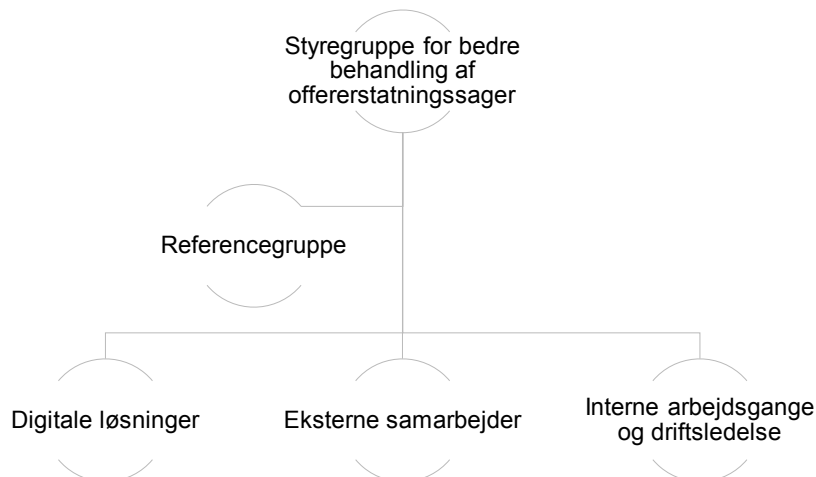 Styregruppe for bedre
behandling af
offererstatningssager
Referencegruppe
Digitale løsninger
Eksterne samarbejder
Interne arbejdsgange
og driftsledelse